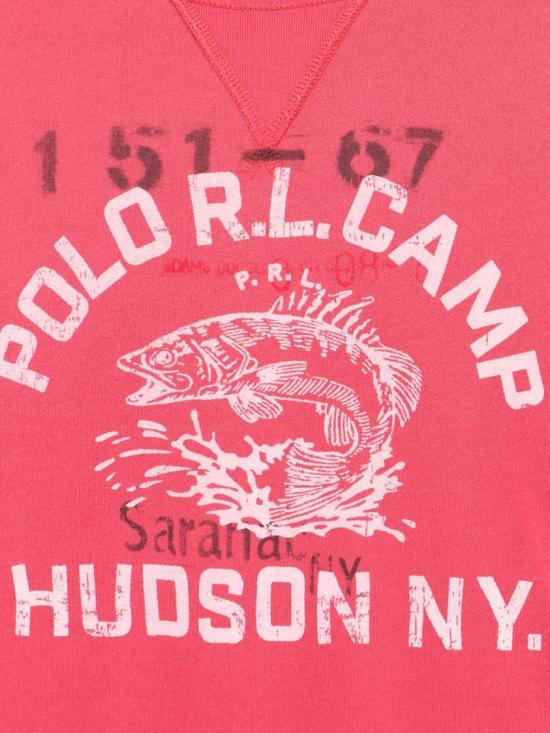 1 51-67
POLO R.L. CAMP
P. R. L.
Saranac
NY
HUDSON NY.